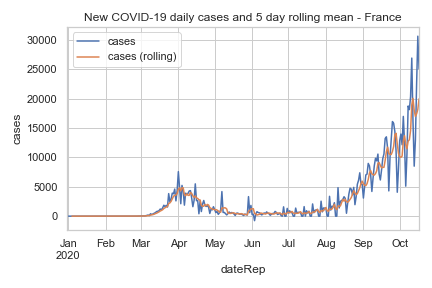 New COVID-19 daily cases and 5 day rolling mean - France
cases
cases (rolling)
30000
25000
20000
15000
10000
5000
0
cases
Jan Feb Mar Apr May Jun Jul Aug Sep Oct
2020
dateRep